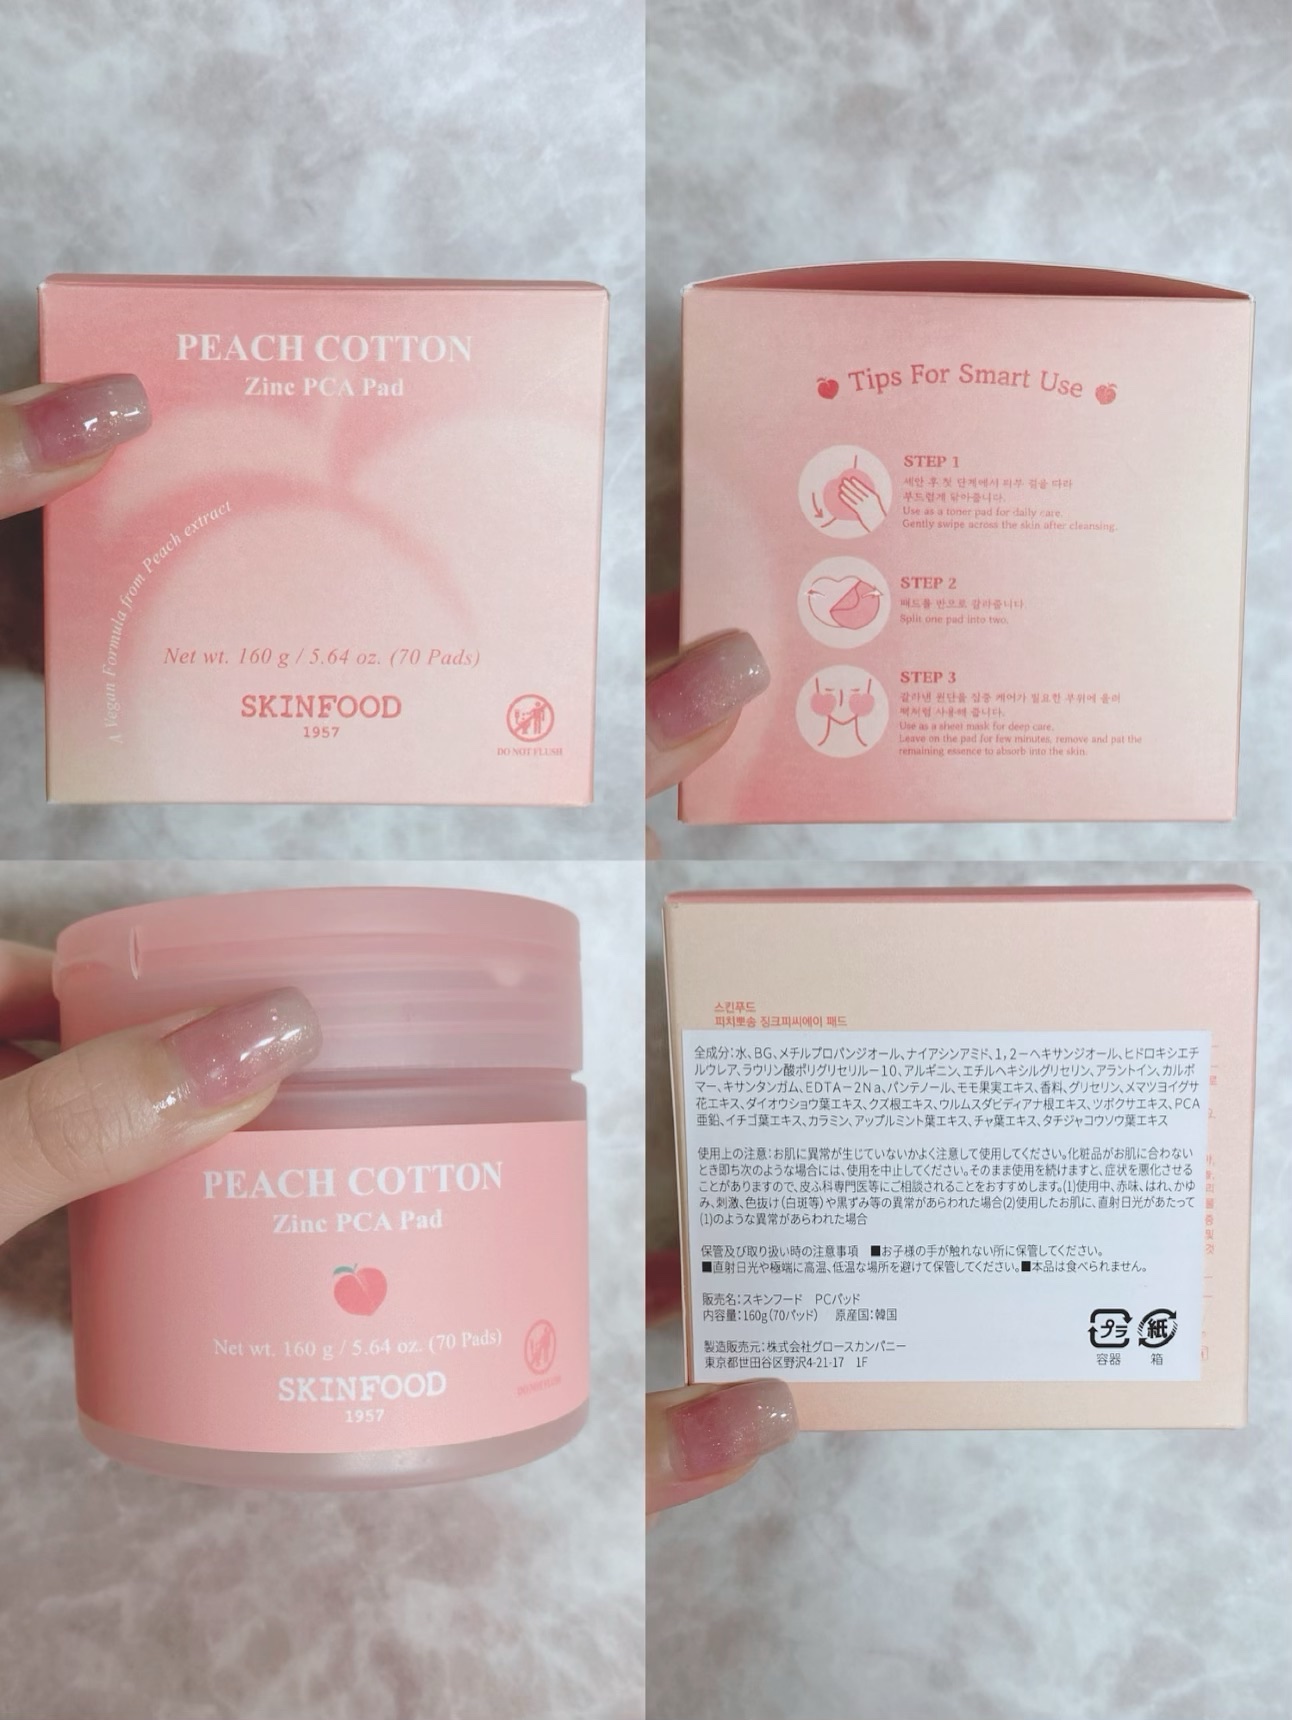 PEACH COTTON
Zinc PCA Pad
A Vegan Formula from Peach extract
Net wt. 160 g / 5.64 oz. (70 Pads)
SKINFOOD
1957
DO NOT FLUSH
Tips For Smart Use
STEP 1
세안 후 첫 단계에서 피부 결을 따라
부드럽게 닦아줍니다.
Use as a toner pad for daily care.
Gently swipe across the skin after cleansing.
STEP 2
패드를 반으로 갈라줍니다
Split one pad into two.
STEP 3
갈라낸 원단을 집중 케어가 필요한 부위에 올려
팩처럼 사용해 줍니다.
Use as a sheet mask for deep care.
Leave on the pad for few minutes, remove and pat the
remaining essence to absorb into the skin.
PEACH COTTON
Zinc PCA Pad
Net wt. 160 g / 5.64 oz. (70 Pads)
SKINFOOD
1957
DO NOT FLUSH
스킨푸드
피치뽀송 징크피씨에이 패드
全成分:水、BG、メチルプロパンジオール、ナイアシンアミド、1,2-ヘキサンジオール、ヒドロキシエチ
ルウレア、ラウリン酸ポリグリセリル-10、アルギニン、エチルヘキシルグリセリン、アラントイン、カルボ
マー、キサンタンガム、EDTA-2Na、パンテノール、モモ果実エキス、香料、グリセリン、メマツヨイグサ
花エキス、ダイオウショウ葉エキス、クズ根エキス、ウルムスダビディアナ根エキス、ツボクサエキス、PCA
亜鉛、イチゴ葉エキス、カラミン、アップルミント葉エキス、チャ葉エキス、タチジャコウソウ葉エキス
使用上の注意:お肌に異常が生じていないかよく注意して使用してください。化粧品がお肌に合わない
とき即ち次のような場合には、使用を中止してください。そのまま使用を続けますと、症状を悪化させる
ことがありますので、皮ふ科専門医等にご相談されることをおすすめします。(1)使用中、赤味、はれ、かゆ
み、刺激、色抜け(白斑等)や黒ずみ等の異常があらわれた場合(2)使用したお肌に、直射日光があたって
(1)のような異常があらわれた場合
保管及び取り扱い時の注意事項 ■お子様の手が触れない所に保管してください。
■直射日光や極端に高温、低温な場所を避けて保管してください。■本品は食べられません。
販売名:スキンフード PCパッド
内容量:160g(70パッド) 原産国:韓国
製造販売元:株式会社グロースカンパニー
東京都世田谷区野沢4-21-17 1F
プラ
容器
紙
箱